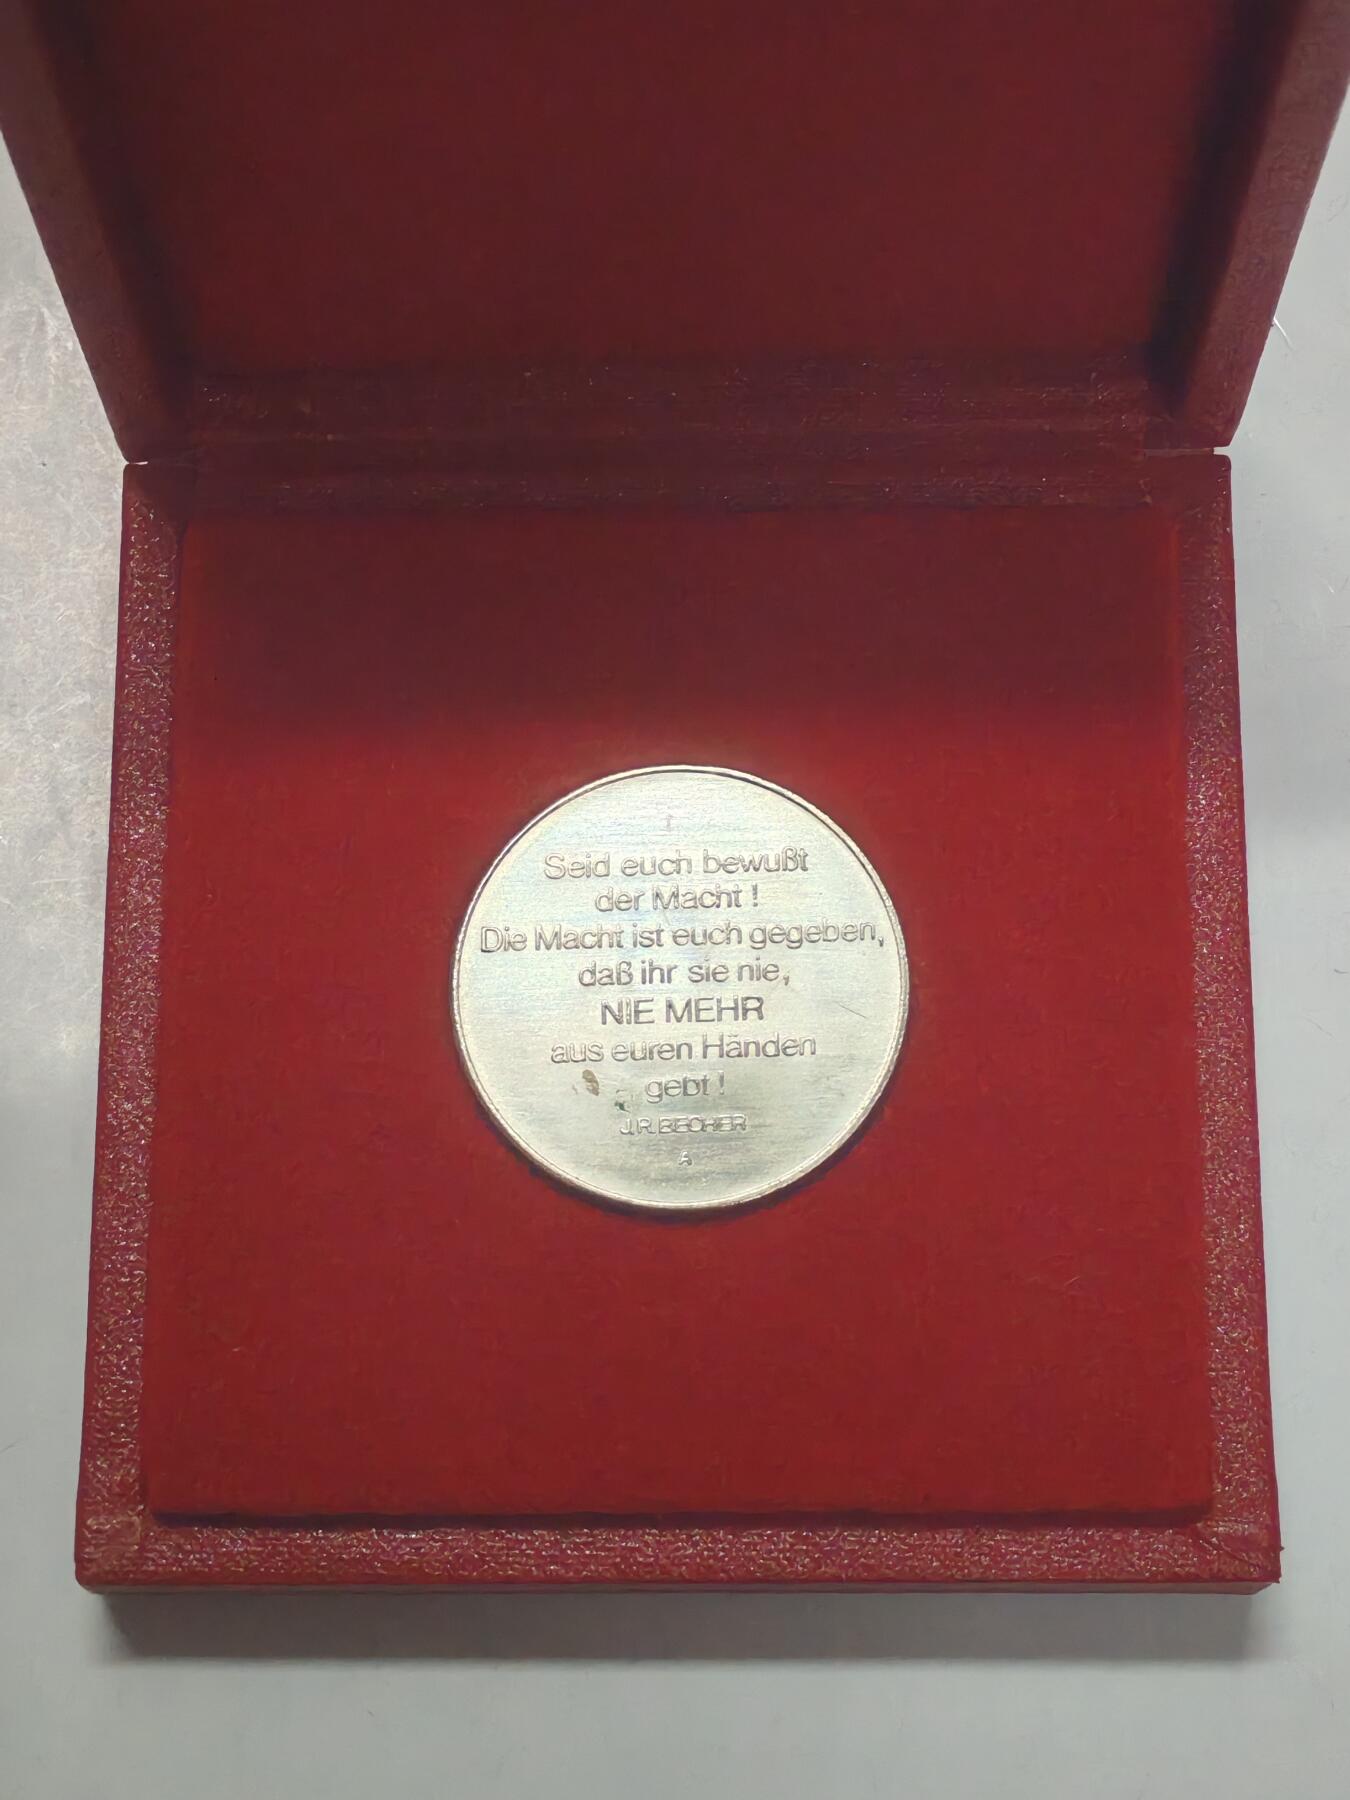 Seid euch bewußt
der Macht !
Die Macht ist euch gegeben,
daß ihr sie nie,
NIE MEHR
aus euren Händen
gebt !
J.R.BECHER
A